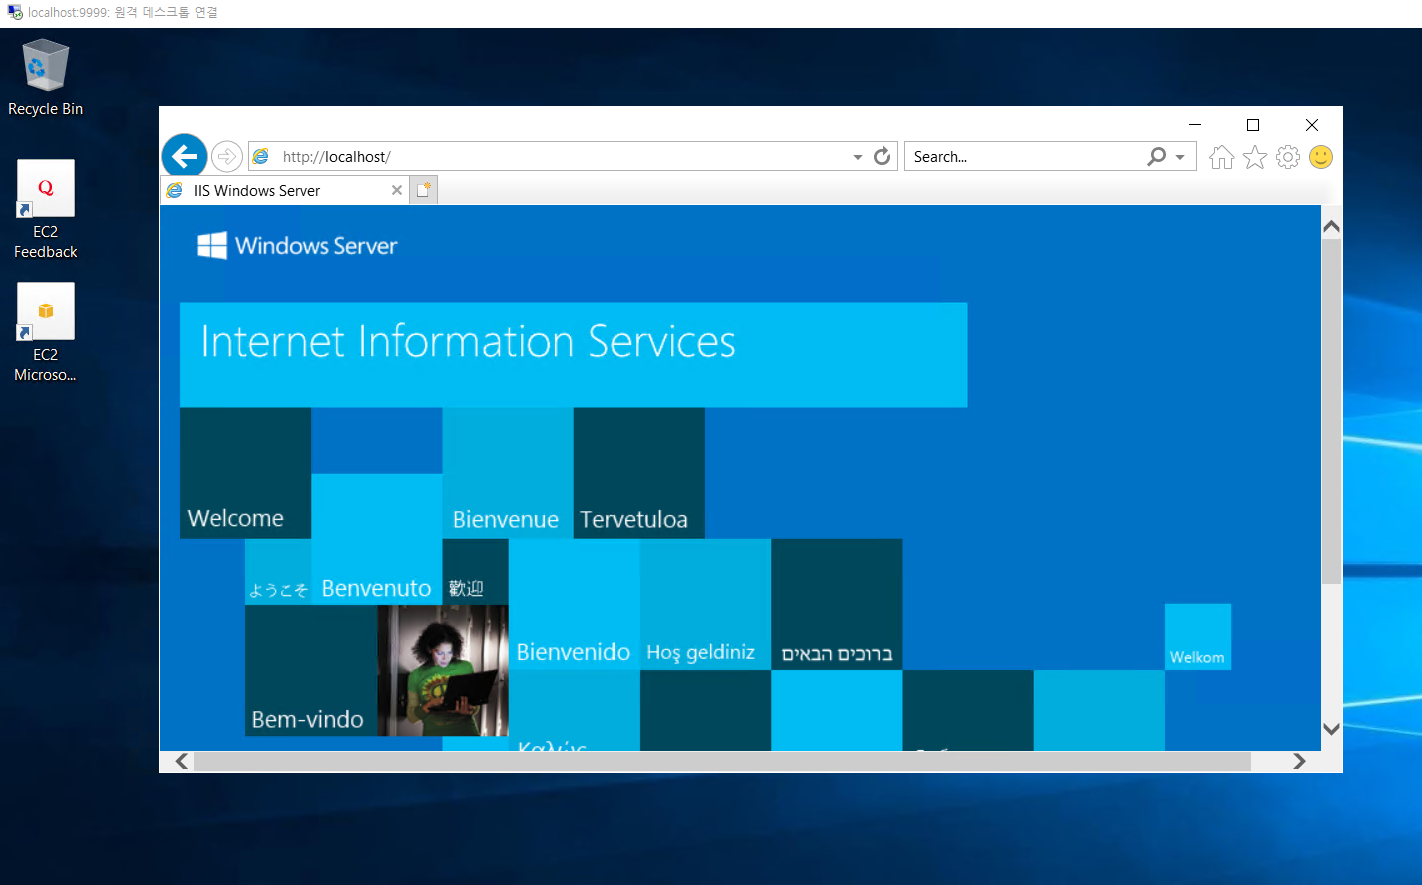 localhost:9999: 원격 데스크톱 연결
Recycle Bin
Q
EC2
Feedback
EC2
Microso...
http://localhost/
Search...
IIS Windows Server
Windows Server
Internet Information Services
Welcome
Bienvenue
Tervetuloa
ようこそ
Benvenuto
歡迎
Bienvenido
Hoş geldiniz
ברוכים הבאים
Welkom
Bem-vindo